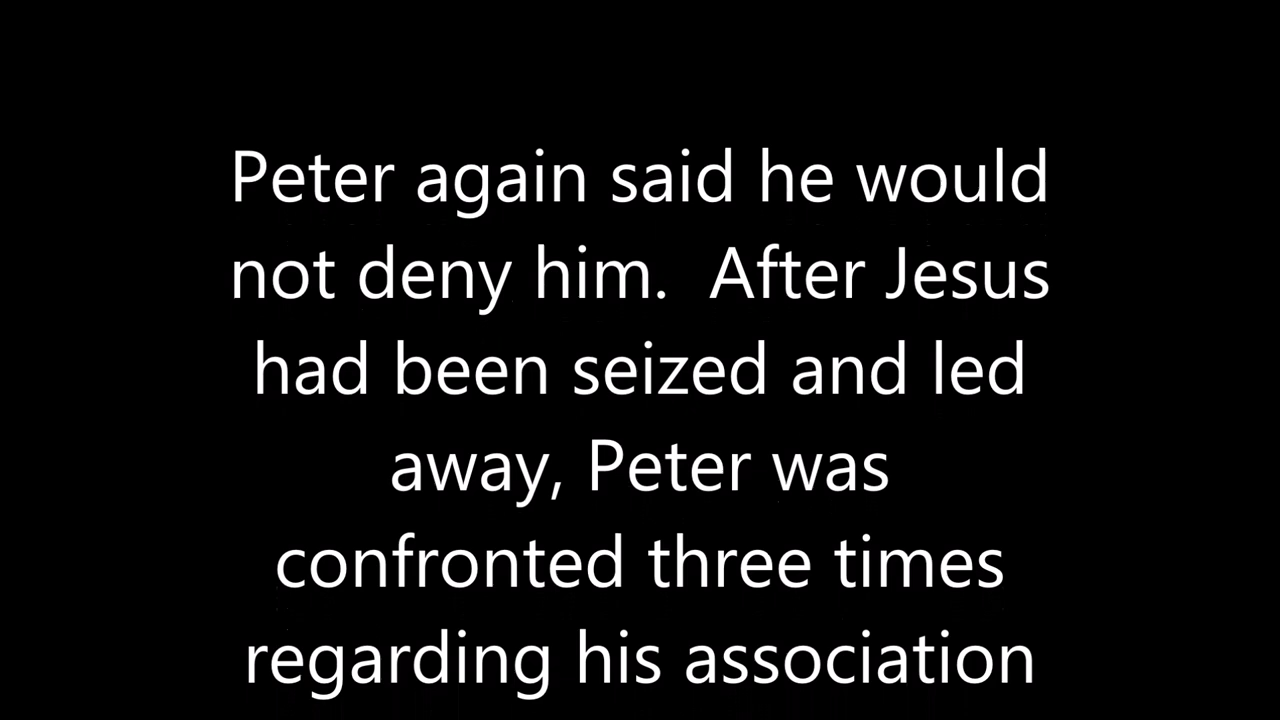 Peter again said he would
not deny him.  After Jesus
had been seized and led
away, Peter was
confronted three times
regarding his association